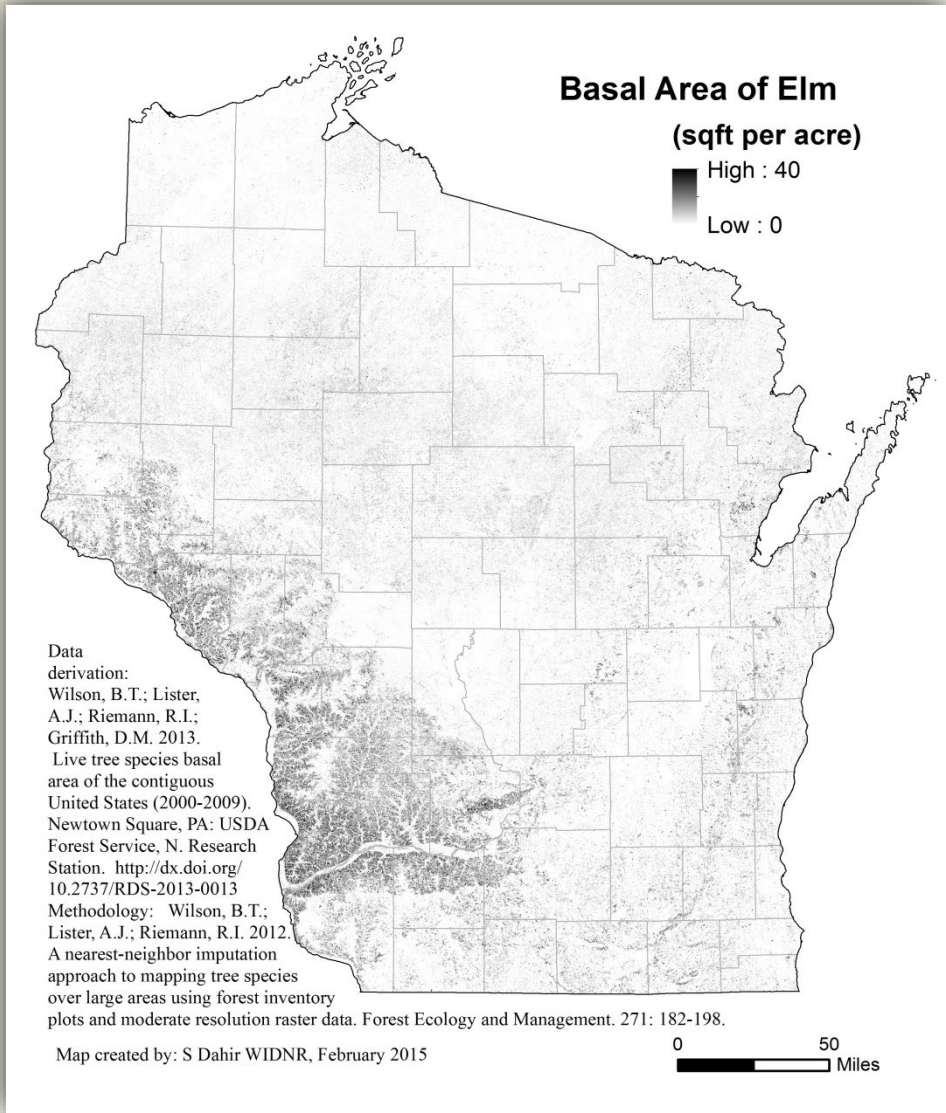 Basal Area of Elm
(sqft per acre)
High : 40
Low : 0
Data
derivation:
Wilson, B.T.; Lister,
A.J.; Riemann, R.I.;
Griffith, D.M. 2013.
Live tree species basal
area of the contiguous
United States (2000-2009).
Newtown Square, PA: USDA
Forest Service, N. Research
Station. http://dx.doi.org/
10.2737/RDS-2013-0013
Methodology: Wilson, B.T.;
Lister, A.J.; Riemann, R.I. 2012.
A nearest-neighbor imputation
approach to mapping tree species
over large areas using forest inventory
plots and moderate resolution raster data. Forest Ecology and Management. 271: 182-198.
Map created by: S Dahir WIDNR, February 2015
0 50
Miles